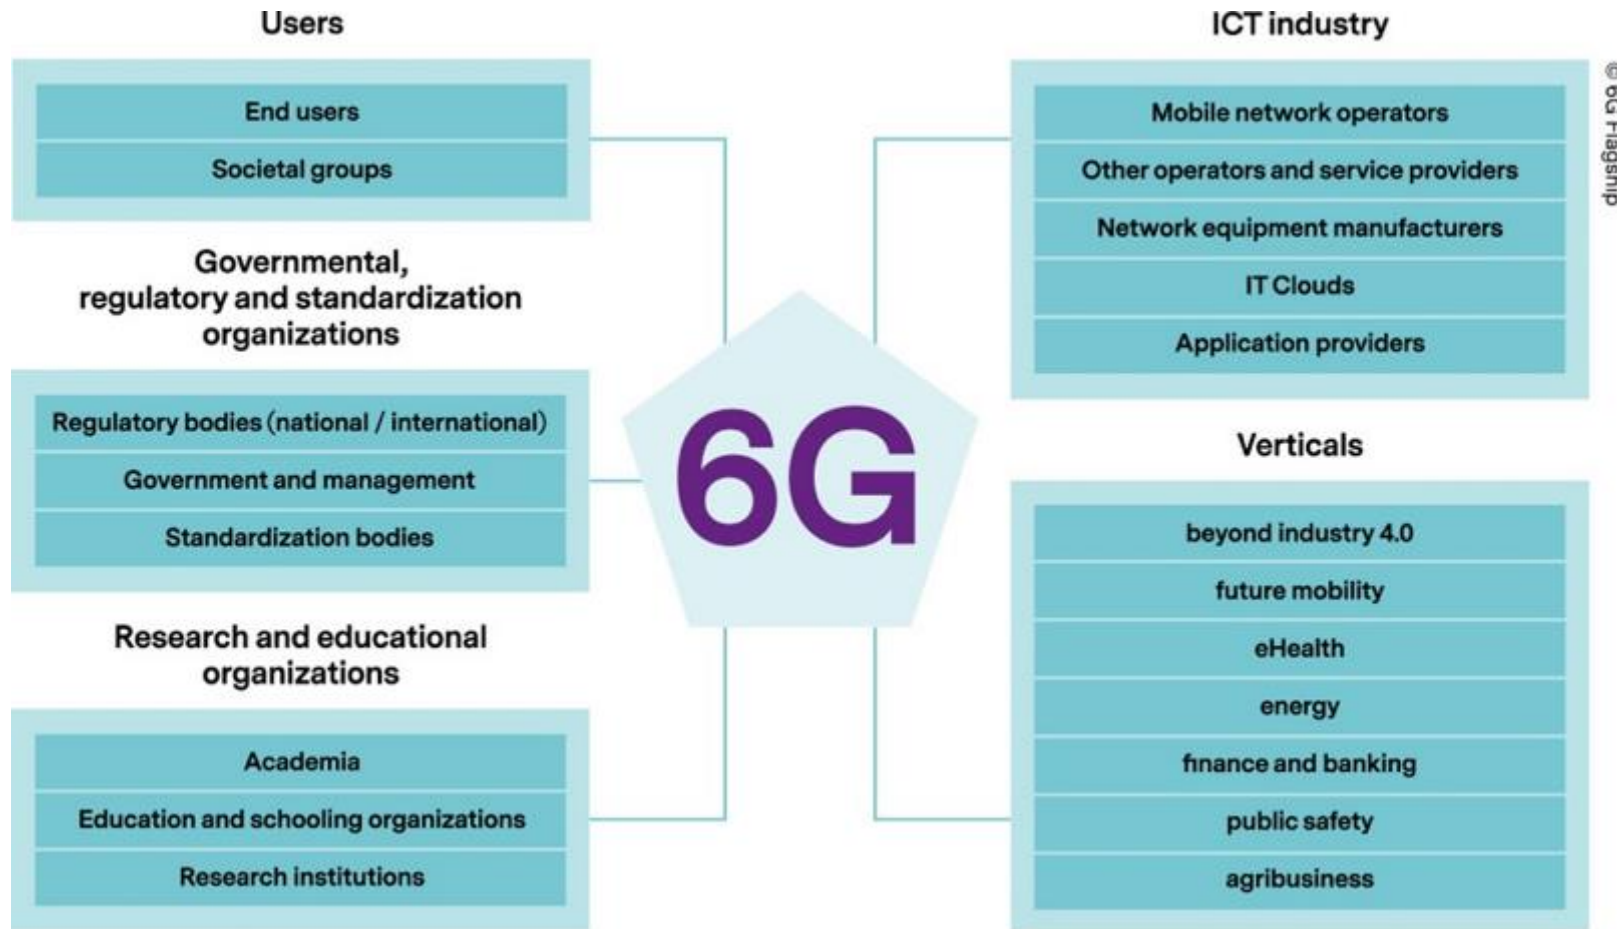 Users
End users
Societal groups
Governmental,
regulatory and standardization
organizations
Regulatory bodies (national / international)
Government and management
Standardization bodies
Research and educational
organizations
Academia
Education and schooling organizations
Research institutions
6G
ICT industry
Mobile network operators
Other operators and service providers
Network equipment manufacturers
IT Clouds
Application providers
Verticals
beyond industry 4.0
future mobility
eHealth
energy
finance and banking
public safety
agribusiness
© 6G Flagship